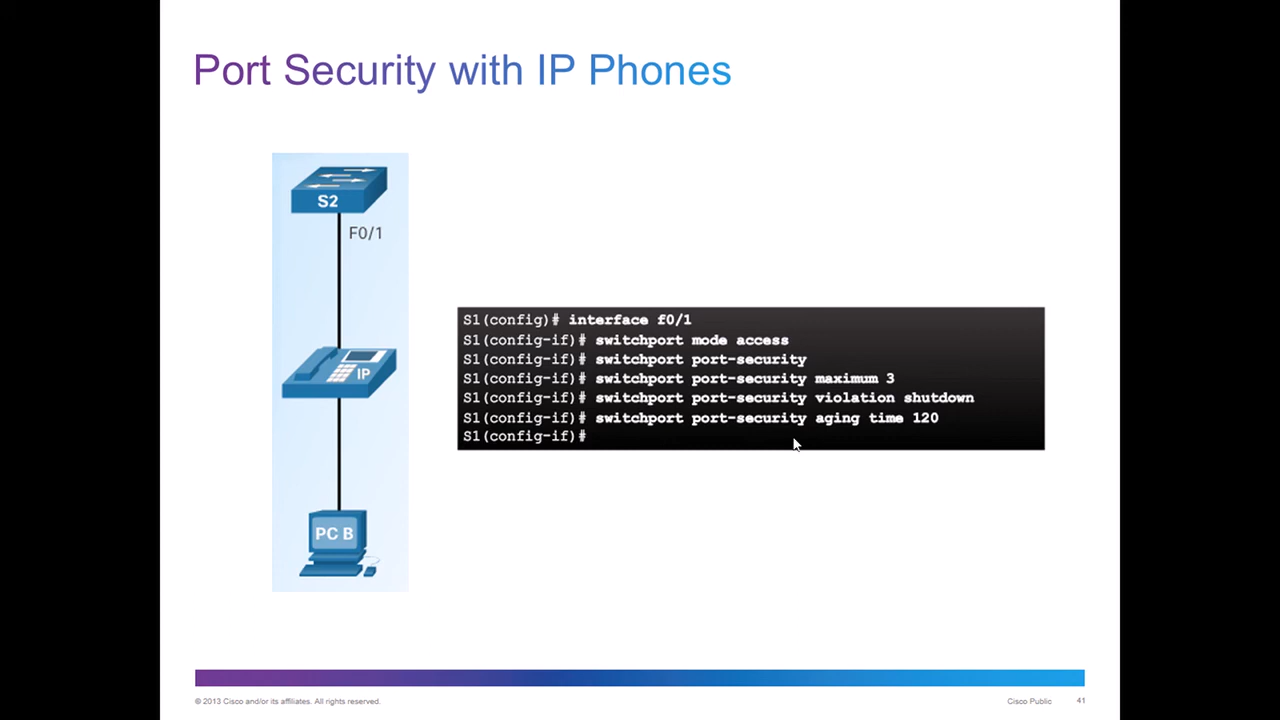 Port Security with IP Phones
S2
F0/1
IP
PC B
S1(config)# interface f0/1
S1(config-if)# switchport mode access
S1(config-if)# switchport port-security
S1(config-if)# switchport port-security maximum 3
S1(config-if)# switchport port-security violation shutdown
S1(config-if)# switchport port-security aging time 120
S1(config-if)#
© 2013 Cisco and/or its affiliates. All rights reserved.
Cisco Public
41